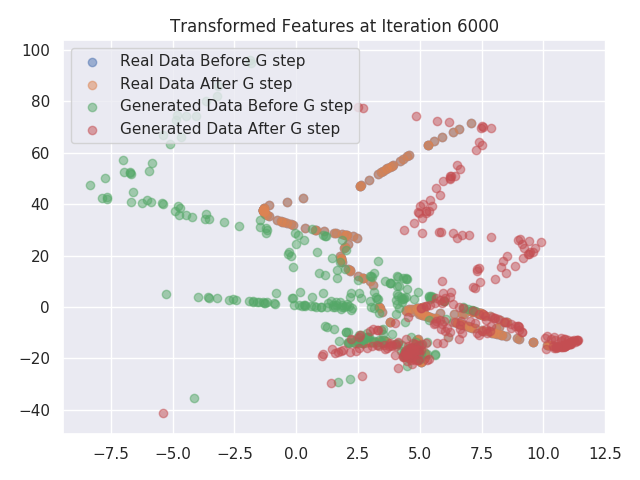 Transformed Features at Iteration 6000
Real Data Before G step
Real Data After G step
Generated Data Before G step
Generated Data After G step
100
80
60
40
20
0
−20
−40
−7.5 −5.0 −2.5 0.0 2.5 5.0 7.5 10.0 12.5